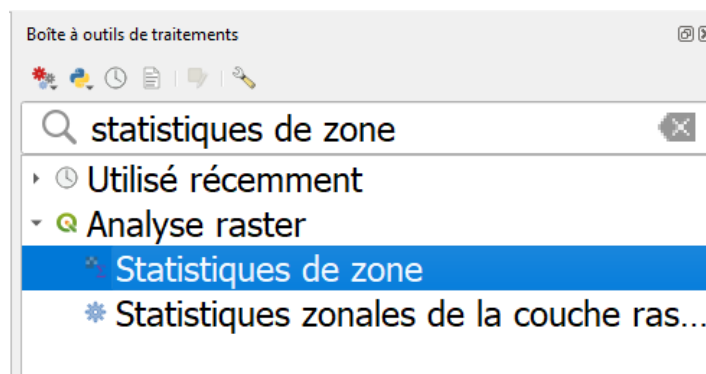 Boîte à outils de traitements
statistiques de zone
Utilisé récemment
Analyse raster
Statistiques de zone
Statistiques zonales de la couche ras...